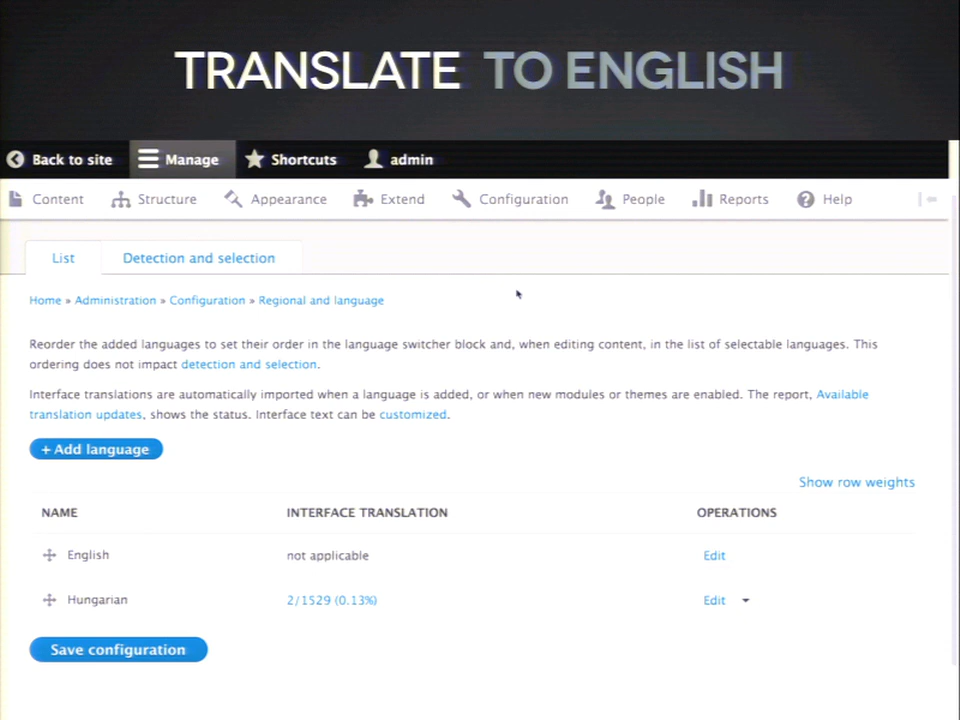 TRANSLATE TO ENGLISH
Back to site Manage Shortcuts admin
Content Structure Appearance Extend Configuration People Reports Help
List Detection and selection
Home » Administration » Configuration » Regional and language
Reorder the added languages to set their order in the language switcher block and, when editing content, in the list of selectable languages. This
ordering does not impact detection and selection.
Interface translations are automatically imported when a language is added, or when new modules or themes are enabled. The report, Available
translation updates, shows the status. Interface text can be customized.
+ Add language
Show row weights
NAME INTERFACE TRANSLATION OPERATIONS
English not applicable Edit
Hungarian 2/1529 (0.13%) Edit
Save configuration